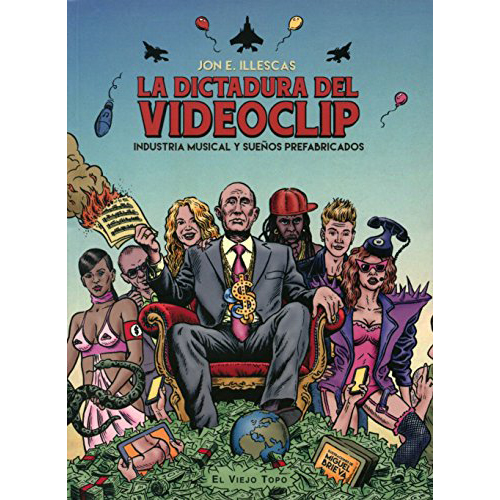 JON E. ILLESCAS
LA DICTADURA DEL
VIDEOCLIP
INDUSTRIA MUSICAL Y SUEÑOS PREFABRICADOS
MIGUEL
BRIEVA
EL VIEJO TOPO